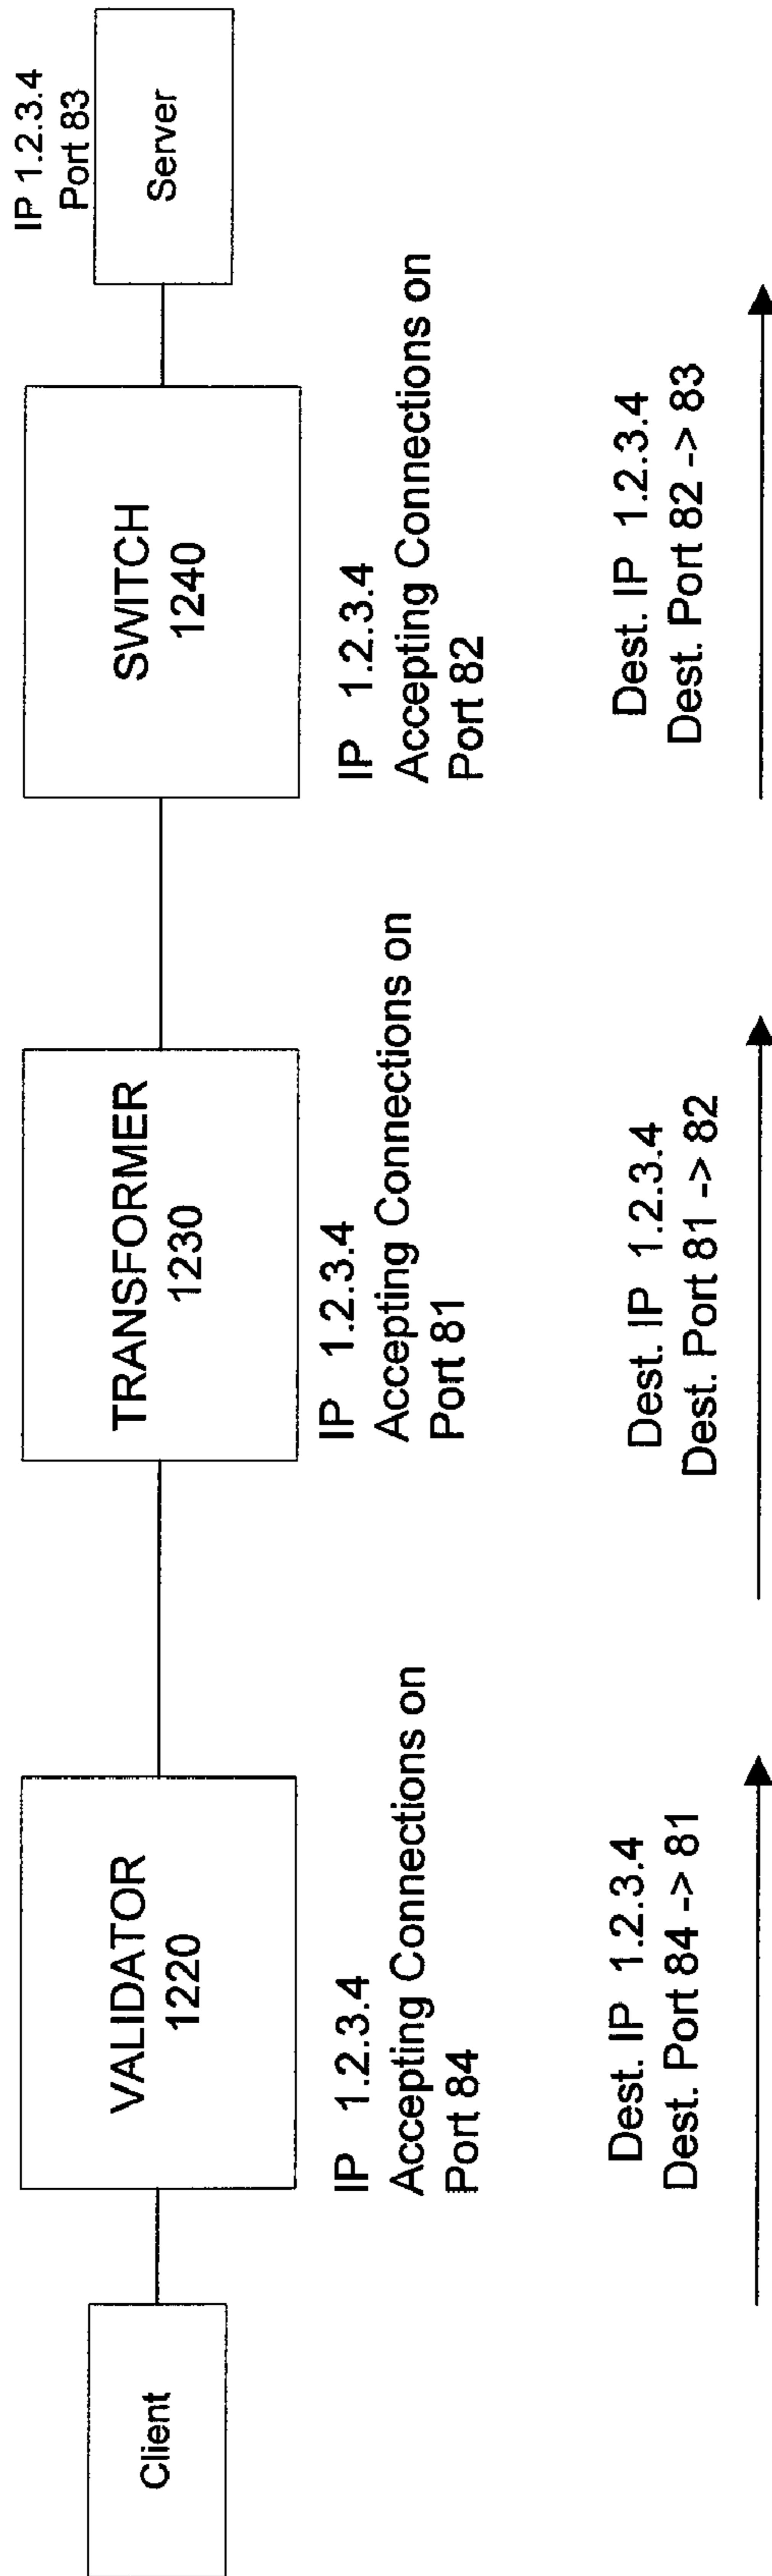 Client
VALIDATOR
1220
IP 1.2.3.4
Accepting Connections on
Port 84
Dest. IP 1.2.3.4
Dest. Port 84 -> 81
TRANSFORMER
1230
IP 1.2.3.4
Accepting Connections on
Port 81
Dest. IP 1.2.3.4
Dest. Port 81 -> 82
SWITCH
1240
IP 1.2.3.4
Accepting Connections on
Port 82
Dest. IP 1.2.3.4
Dest. Port 82 -> 83
IP 1.2.3.4
Port 83
Server